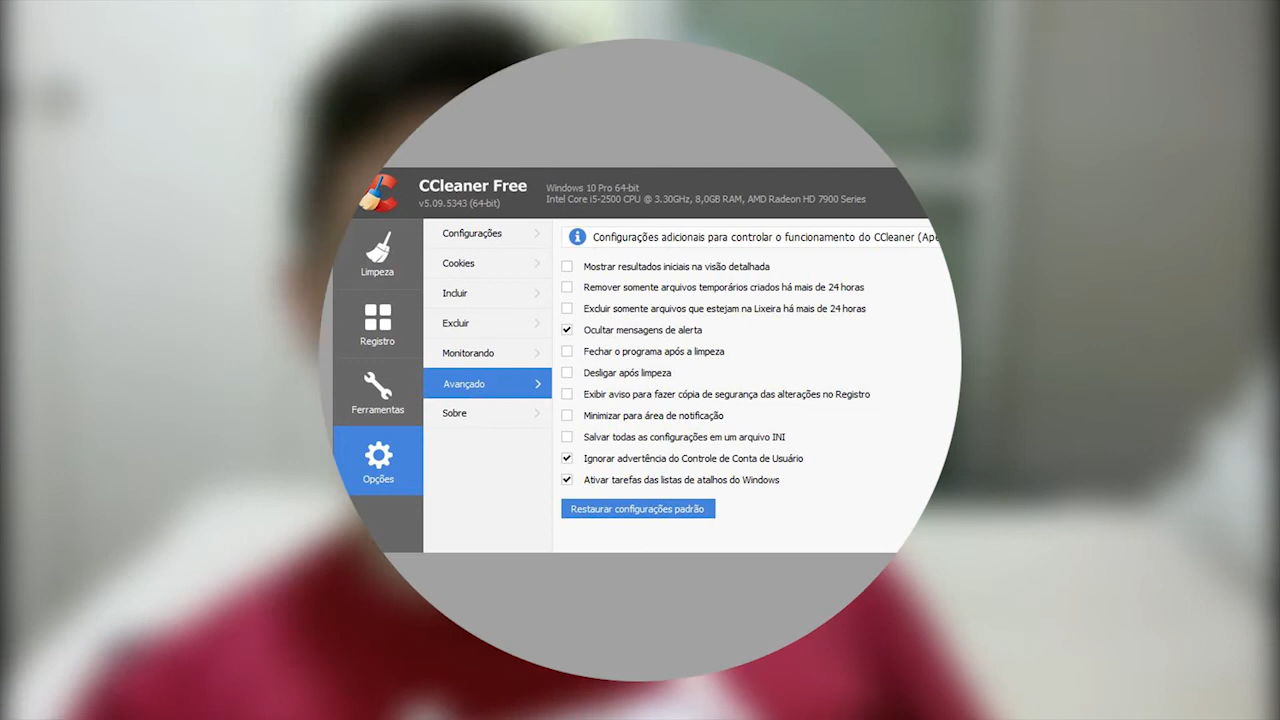 CCleaner Free
v5.09.5343 (64-bit)
Windows 10 Pro 64-bit
Intel Core i5-2500 CPU @ 3.30GHz, 8,0GB RAM, AMD Radeon HD 7900 Series
Limpeza
Registro
Ferramentas
Opções
Configurações
Cookies
Incluir
Excluir
Monitorando
Avançado
Sobre
Configurações adicionais para controlar o funcionamento do CCleaner
Mostrar resultados iniciais na visão detalhada
Remover somente arquivos temporários criados há mais de 24 horas
Excluir somente arquivos que estejam na Lixeira há mais de 24 horas
Ocultar mensagens de alerta
Fechar o programa após a limpeza
Desligar após limpeza
Exibir aviso para fazer cópia de segurança das alterações no Registro
Minimizar para área de notificação
Salvar todas as configurações em um arquivo INI
Ignorar advertência do Controle de Conta de Usuário
Ativar tarefas das listas de atalhos do Windows
Restaurar configurações padrão